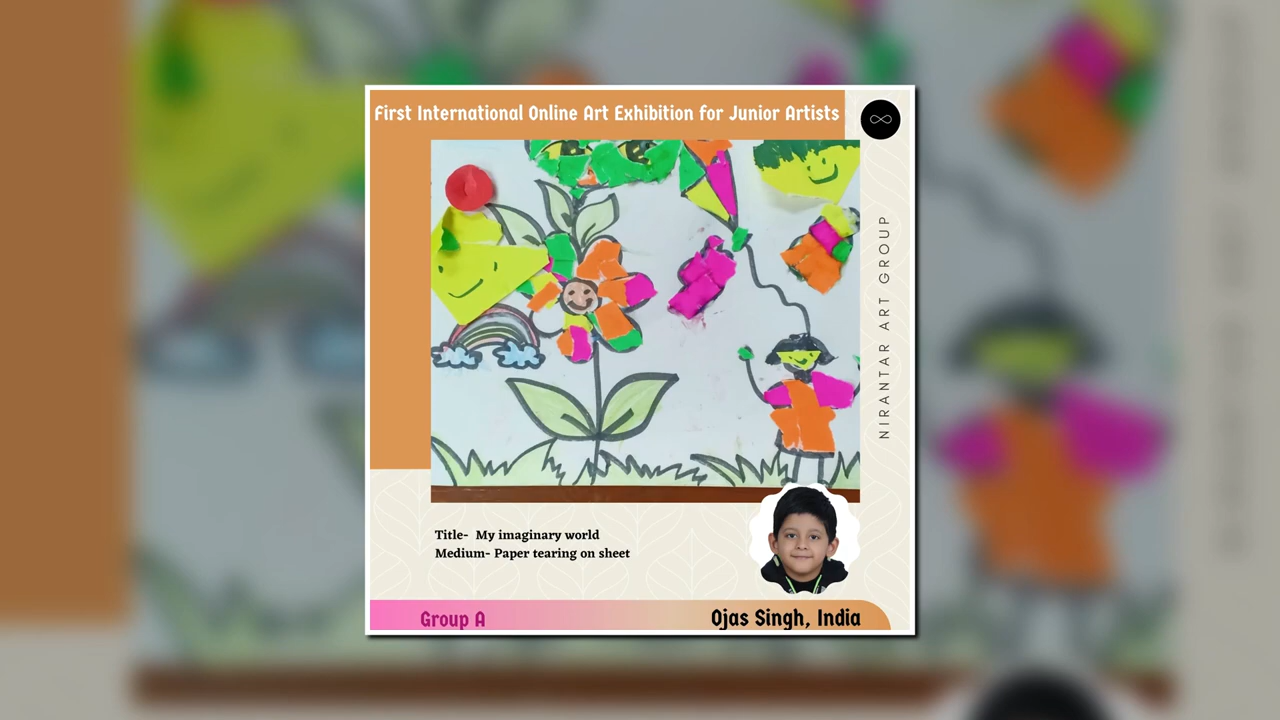 First International Online Art Exhibition for Junior Artists
NIRANTAR ART GROUP
Title- My imaginary world
Medium- Paper tearing on sheet
Group A
Ojas Singh, India